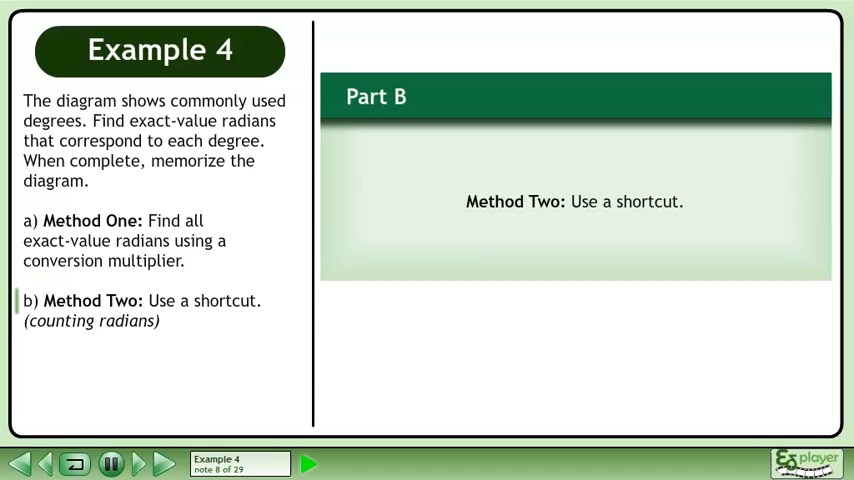 Example 4
The diagram shows commonly used
degrees. Find exact-value radians
that correspond to each degree.
When complete, memorize the
diagram.
a) Method One: Find all
exact-value radians using a
conversion multiplier.
b) Method Two: Use a shortcut.
(counting radians)
Part B
Method Two: Use a shortcut.
Example 4
note 8 of 29
player